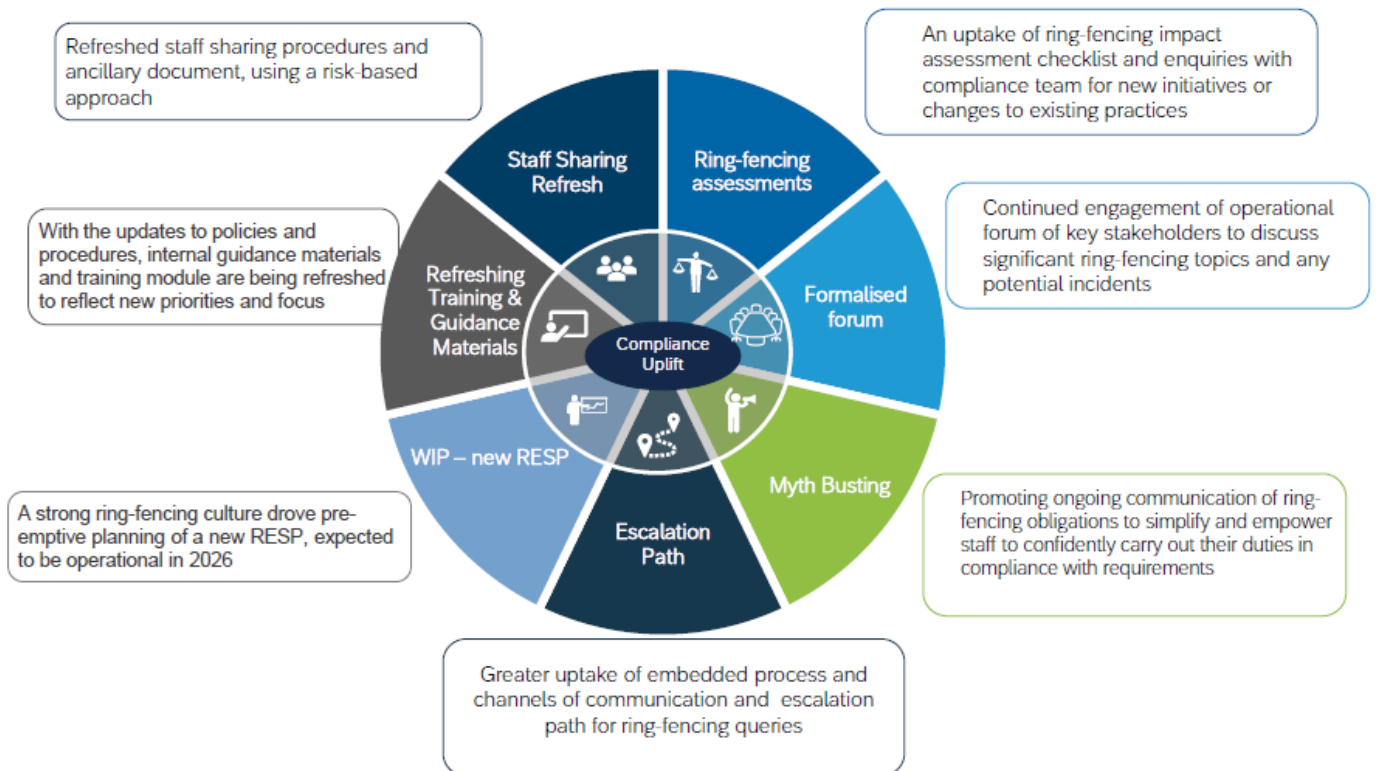 Refreshed staff sharing procedures and
ancillary document, using a risk-based
approach
An uptake of ring-fencing impact
assessment checklist and enquiries with
compliance team for new initiatives or
changes to existing practices
Staff Sharing
Refresh
Ring-fencing
assessments
With the updates to policies and
procedures, internal guidance materials
and training module are being refreshed
to reflect new priorities and focus
Refreshing
Training &
Guidance
Materials
Formalised
forum
Continued engagement of operational
forum of key stakeholders to discuss
significant ring-fencing topics and any
potential incidents
Compliance
Uplift
WIP – new RESP
Myth Busting
A strong ring-fencing culture drove pre-
emptive planning of a new RESP, expected
to be operational in 2026
Escalation
Path
Promoting ongoing communication of ring-
fencing obligations to simplify and empower
staff to confidently carry out their duties in
compliance with requirements
Greater uptake of embedded process and
channels of communication and escalation
path for ring-fencing queries